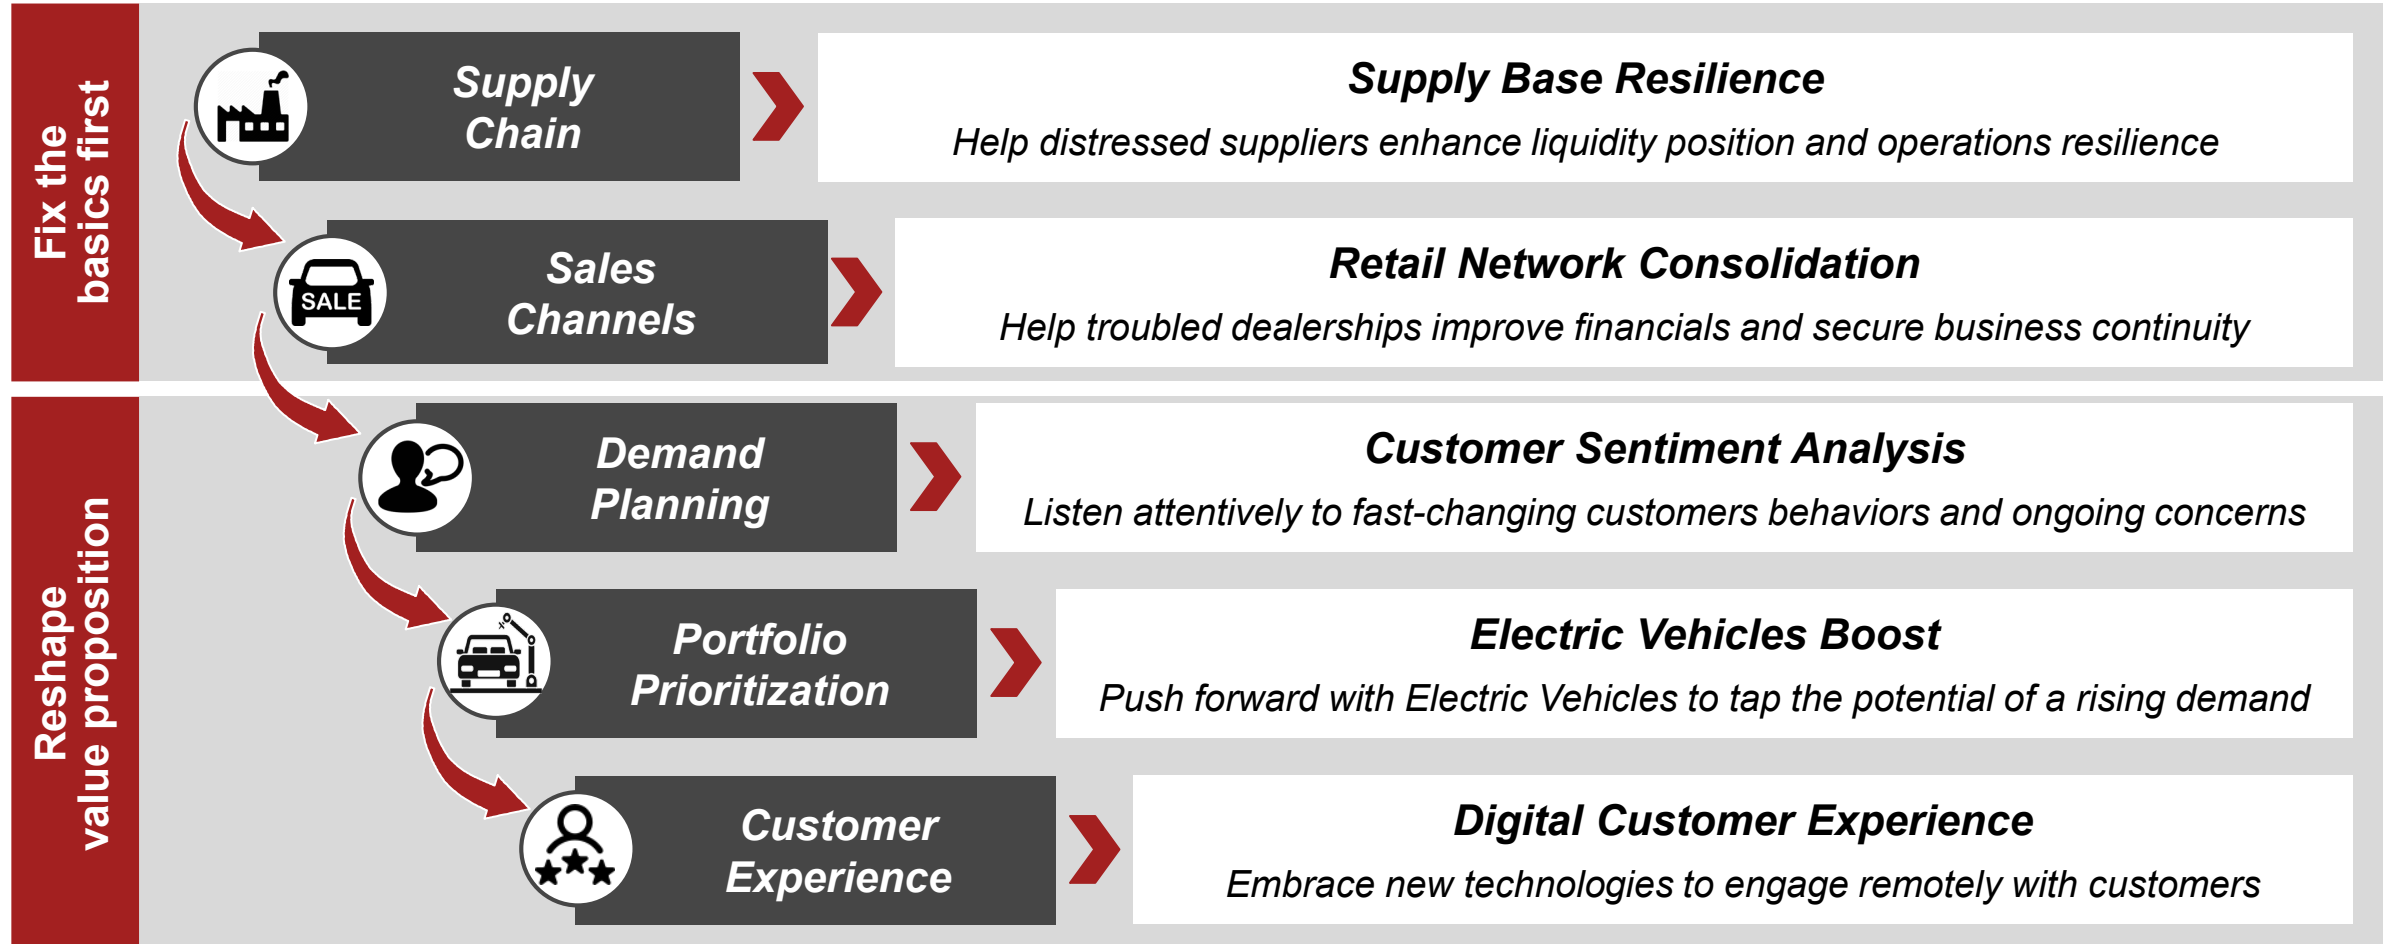 Fix the
basics first
Supply
Chain
Supply Base Resilience
Help distressed suppliers enhance liquidity position and operations resilience
SALE
Sales
Channels
Retail Network Consolidation
Help troubled dealerships improve financials and secure business continuity
Reshape
value proposition
Demand
Planning
Customer Sentiment Analysis
Listen attentively to fast-changing customers behaviors and ongoing concerns
Portfolio
Prioritization
Electric Vehicles Boost
Push forward with Electric Vehicles to tap the potential of a rising demand
Customer
Experience
Digital Customer Experience
Embrace new technologies to engage remotely with customers